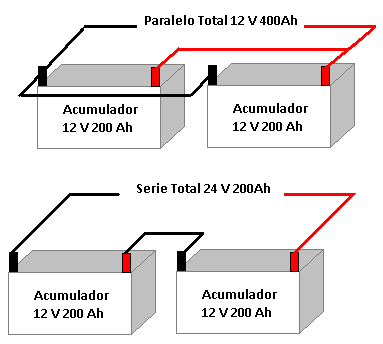 Paralelo Total 12 V 400Ah
Acumulador
12 V 200 Ah
Acumulador
12 V 200 Ah
Serie Total 24 V 200Ah
Acumulador
12 V 200 Ah
Acumulador
12 V 200 Ah